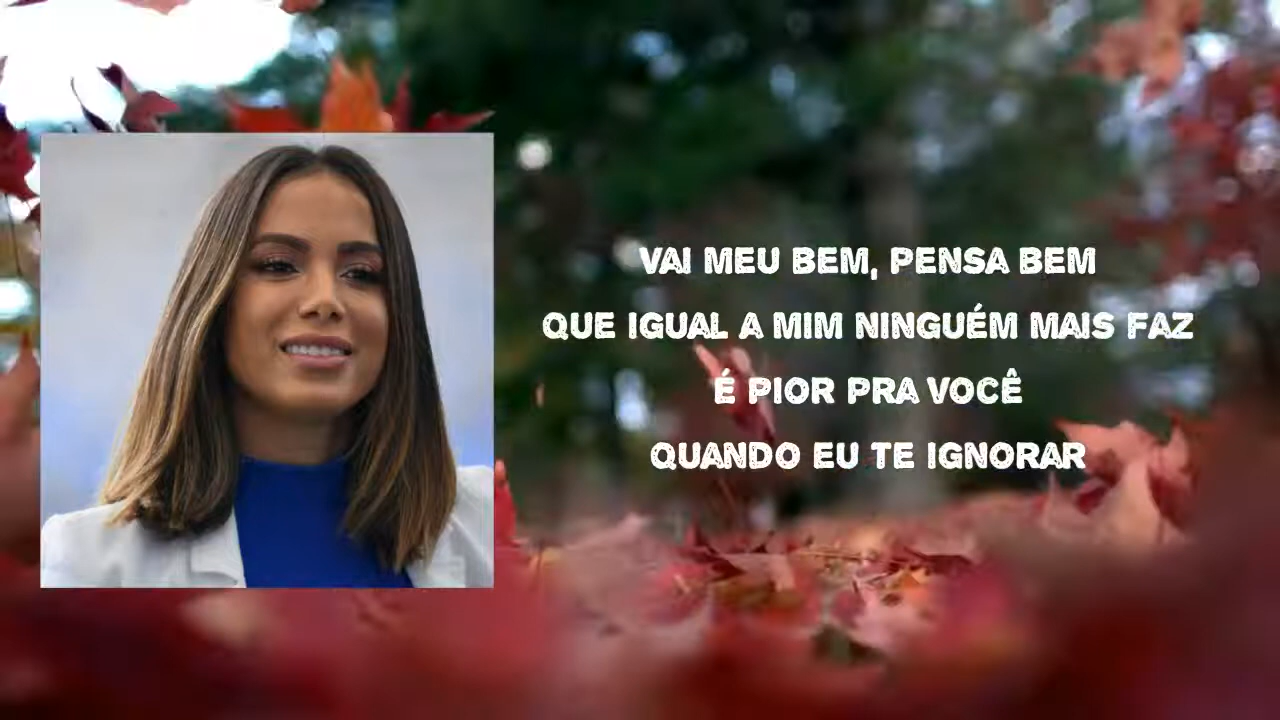 VAI MEU BEM, PENSA BEM
QUE IGUAL A MIM NINGUÉM MAIS FAZ
É PIOR PRA VOCÊ
QUANDO EU TE IGNORAR